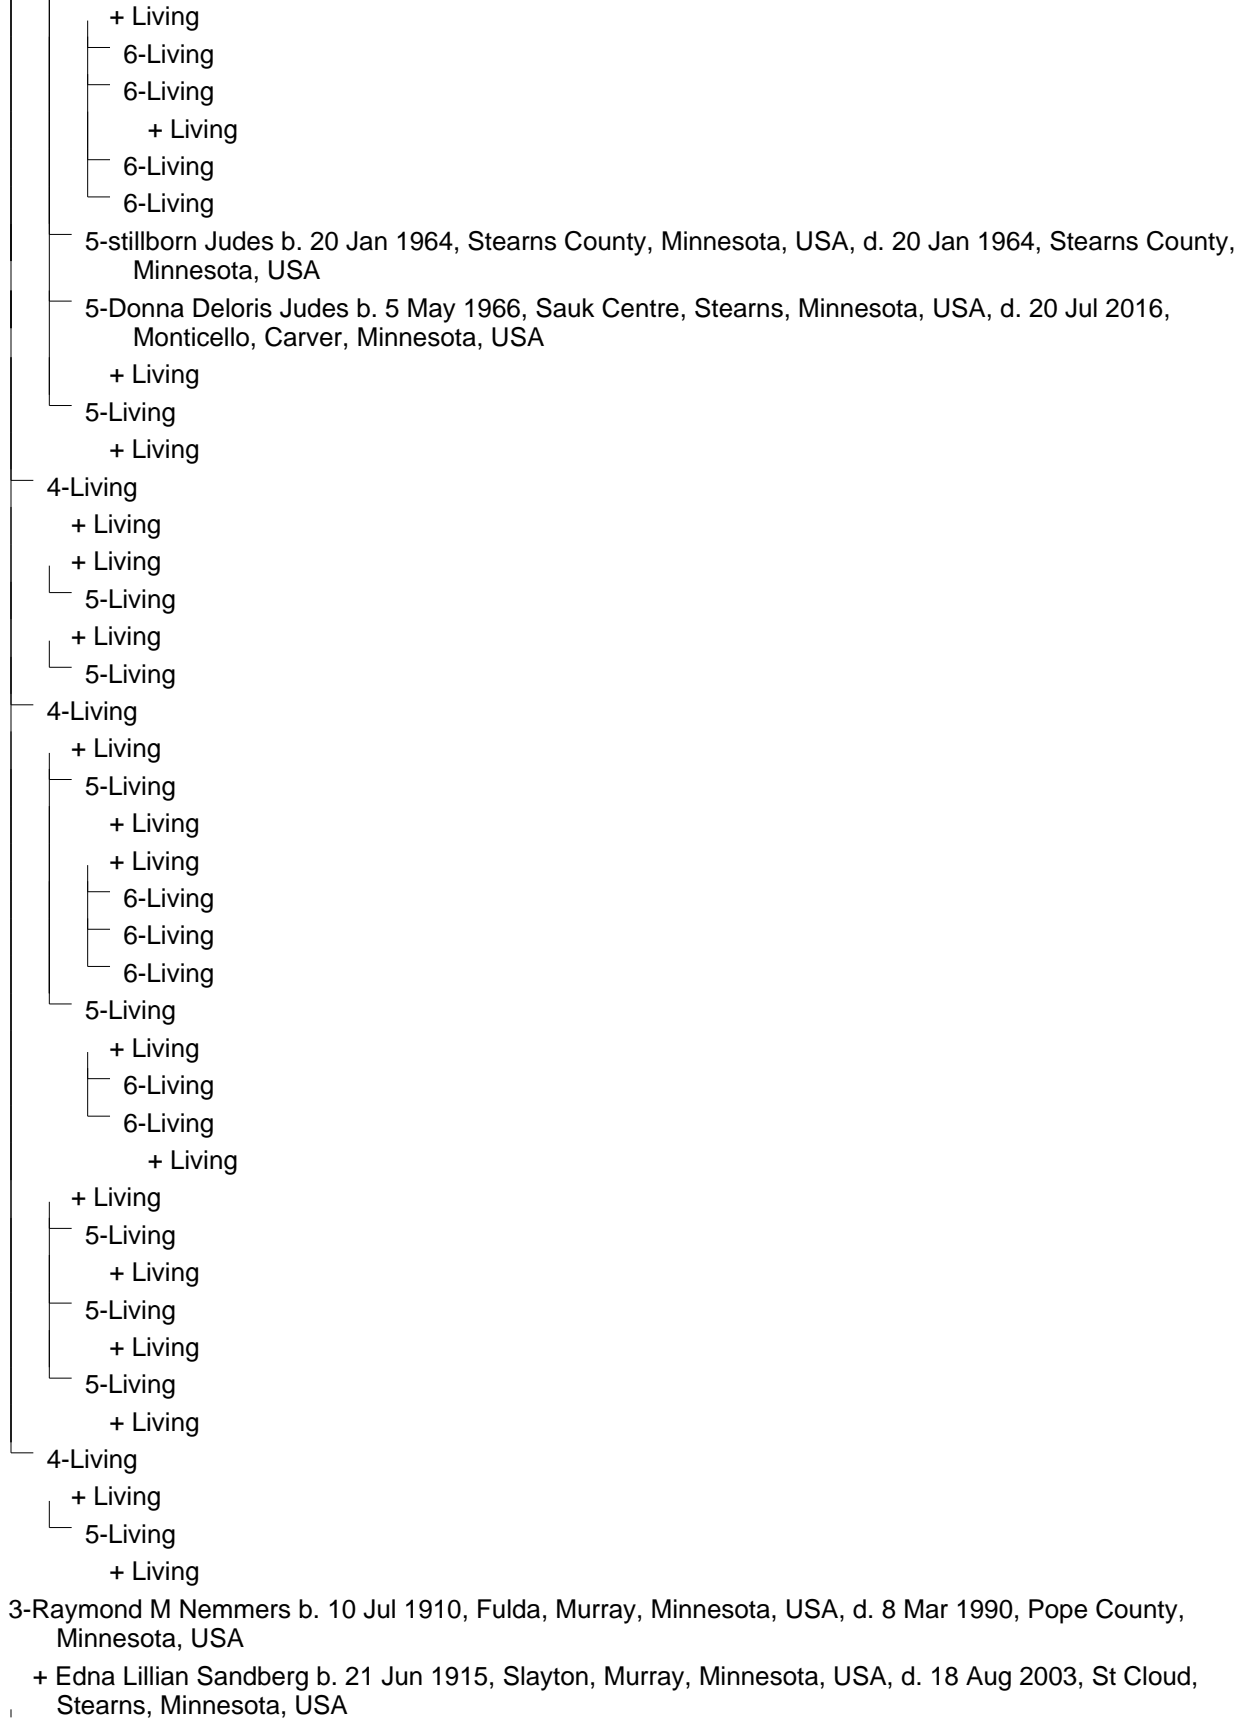 + Living
6-Living
6-Living
+ Living
6-Living
6-Living
5-stillborn Judes b. 20 Jan 1964, Stearns County, Minnesota, USA, d. 20 Jan 1964, Stearns County,
Minnesota, USA
5-Donna Deloris Judes b. 5 May 1966, Sauk Centre, Stearns, Minnesota, USA, d. 20 Jul 2016,
Monticello, Carver, Minnesota, USA
+ Living
5-Living
+ Living
4-Living
+ Living
+ Living
5-Living
+ Living
5-Living
4-Living
+ Living
5-Living
+ Living
+ Living
6-Living
6-Living
6-Living
5-Living
+ Living
6-Living
6-Living
+ Living
+ Living
5-Living
+ Living
5-Living
+ Living
5-Living
+ Living
4-Living
+ Living
5-Living
+ Living
3-Raymond M Nemmers b. 10 Jul 1910, Fulda, Murray, Minnesota, USA, d. 8 Mar 1990, Pope County,
Minnesota, USA
+ Edna Lillian Sandberg b. 21 Jun 1915, Slayton, Murray, Minnesota, USA, d. 18 Aug 2003, St Cloud,
Stearns, Minnesota, USA